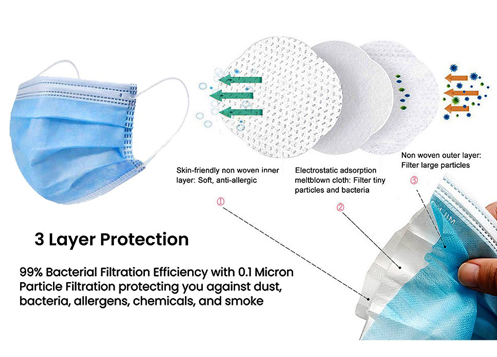 Skin-friendly non woven inner
layer: Soft, anti-allergic
Electrostatic adsorption
meltblown cloth: Filter tiny
particles and bacteria
Non woven outer layer:
Filter large particles
①
②
③
3 Layer Protection
99% Bacterial Filtration Efficiency with 0.1 Micron
Particle Filtration protecting you against dust,
bacteria, allergens, chemicals, and smoke